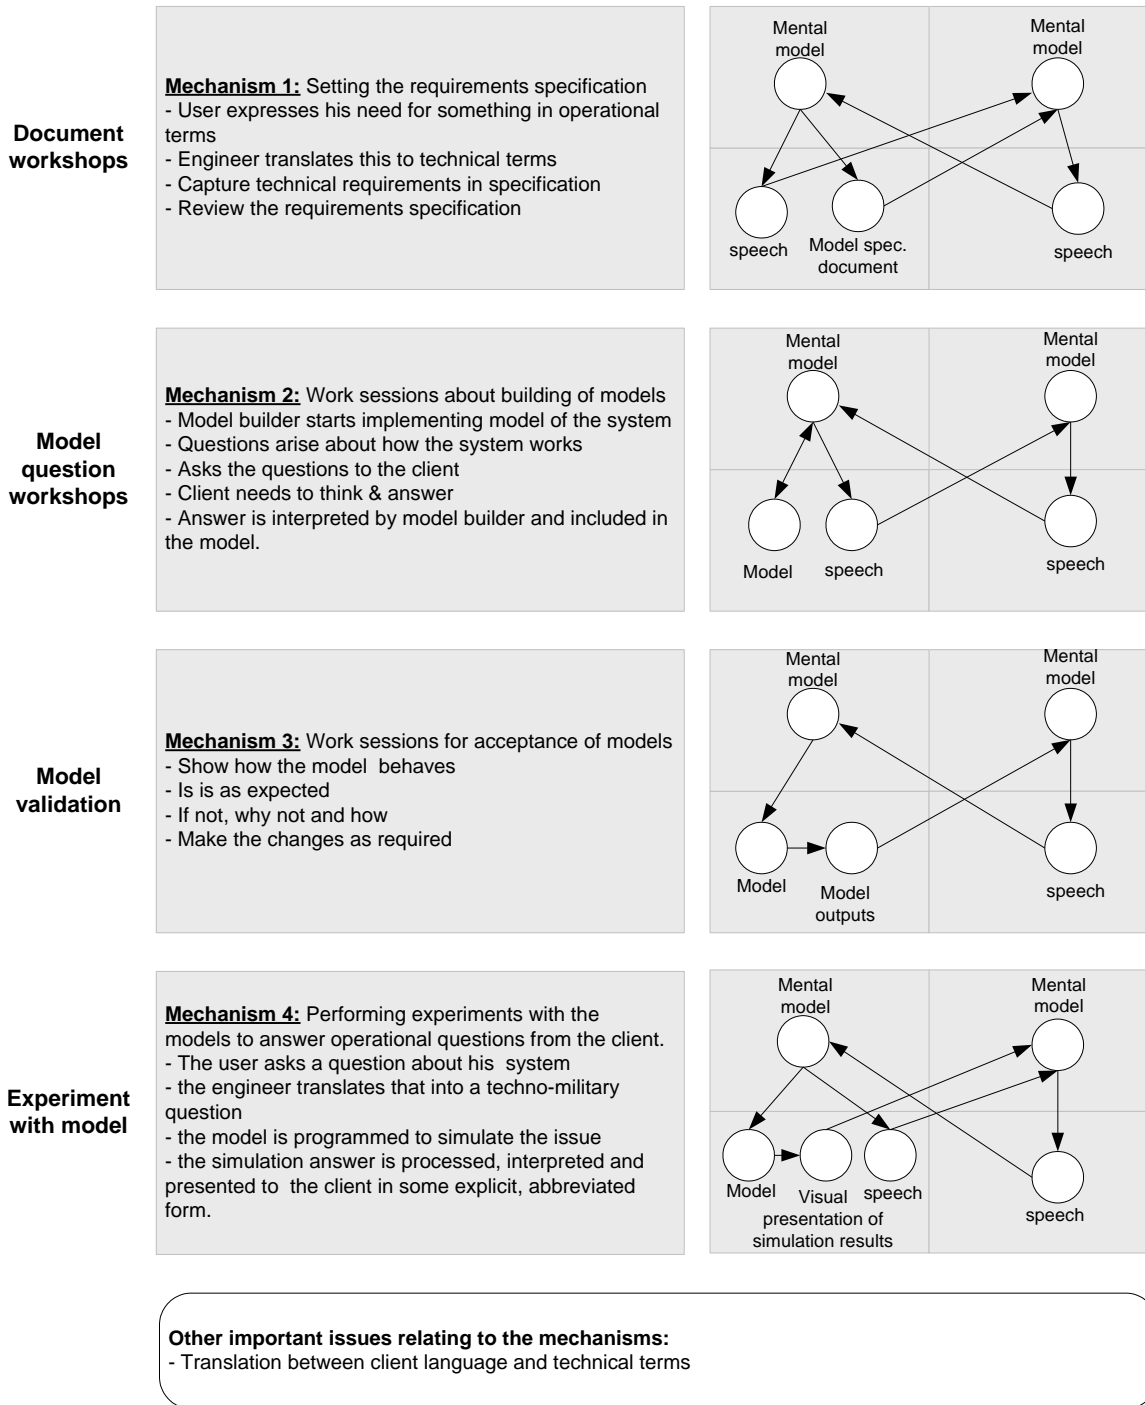 Document
workshops
Mechanism 1: Setting the requirements specification
- User expresses his need for something in operational
terms
- Engineer translates this to technical terms
- Capture technical requirements in specification
- Review the requirements specification
Mental
model
Mental
model
speech
Model spec.
document
speech
Model
question
workshops
Mechanism 2: Work sessions about building of models
- Model builder starts implementing model of the system
- Questions arise about how the system works
- Asks the questions to the client
- Client needs to think & answer
- Answer is interpreted by model builder and included in
the model.
Mental
model
Mental
model
Model
speech
speech
Model
validation
Mechanism 3: Work sessions for acceptance of models
- Show how the model  behaves
- Is is as expected
- If not, why not and how
- Make the changes as required
Mental
model
Mental
model
Model
Model
outputs
speech
Experiment
with model
Mechanism 4: Performing experiments with the
models to answer operational questions from the client.
- The user asks a question about his  system
- the engineer translates that into a techno-military
question
- the model is programmed to simulate the issue
- the simulation answer is processed, interpreted and
presented to  the client in some explicit, abbreviated
form.
Mental
model
Mental
model
Model
Visual
presentation of
simulation results
speech
speech
Other important issues relating to the mechanisms:
- Translation between client language and technical terms